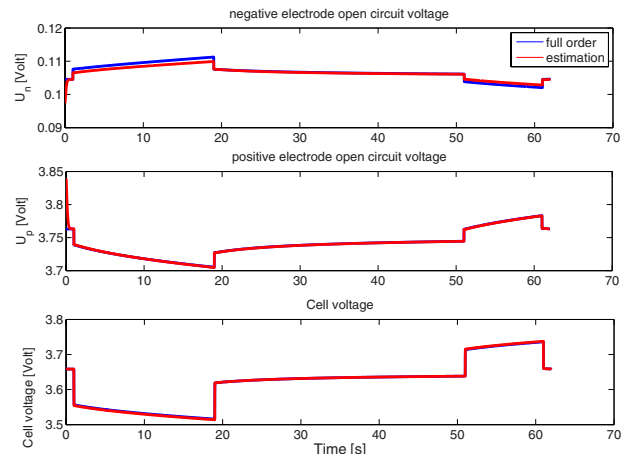 negative electrode open circuit voltage
0.12
0.11
0.1
0.09
U_n [Volt]
full order
estimation
0 10 20 30 40 50 60 70
positive electrode open circuit voltage
3.85
3.8
3.75
3.7
U_p [Volt]
0 10 20 30 40 50 60 70
Cell voltage
3.8
3.7
3.6
3.5
Cell voltage [Volt]
0 10 20 30 40 50 60 70
Time [s]